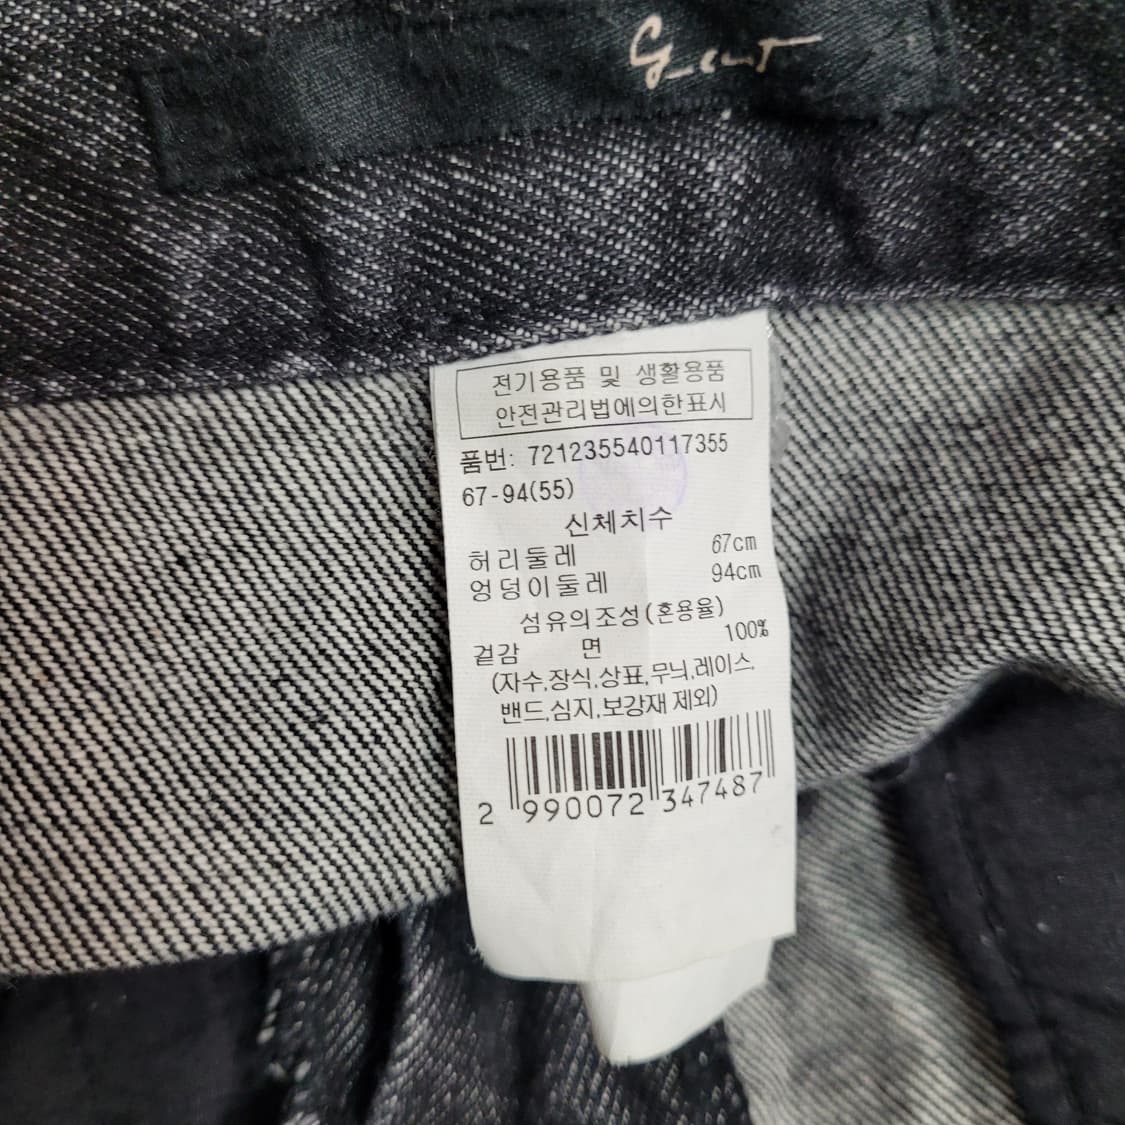 G_cut
전기용품 및 생활용품
안전관리법에의한표시
품번: 721235540117355
67-94(55)
신체치수
허리둘레 67cm
엉덩이둘레 94cm
섬유의조성(혼용율)
겉감 면 100%
(자수,장식,상표,무늬,레이스,
밴드,심지,보강재 제외)
2 990072 347487